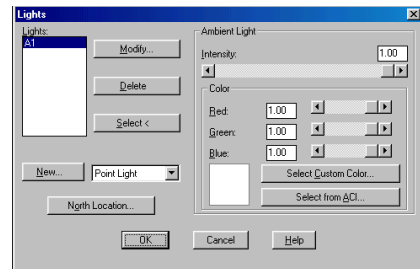 Lights
Lights:
A1
Modify...
Delete
Select <
New...
Point Light
North Location...
Ambient Light
Intensity:
1.00
Color
Red:
1.00
Green:
1.00
Blue:
1.00
Select Custom Color...
Select from ACI...
OK
Cancel
Help